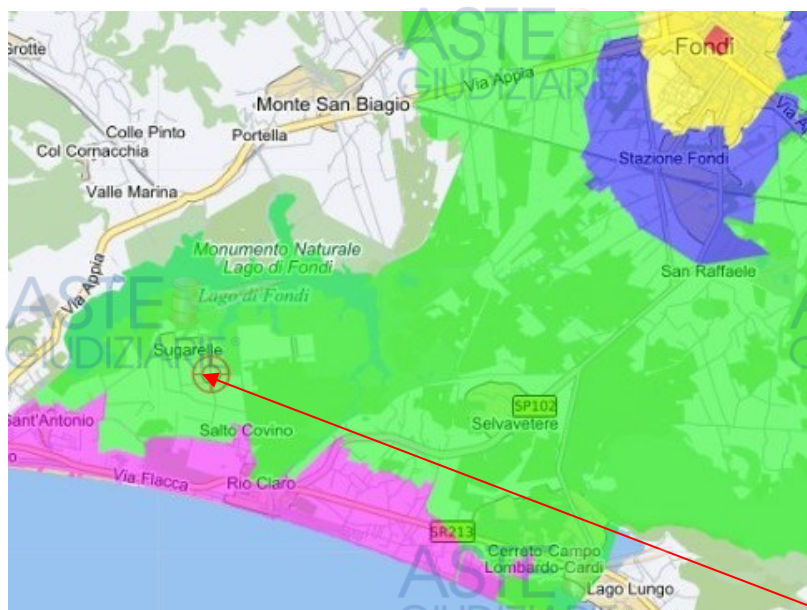 ASTE
GIUDIZIARIE
Grotte
Fondi
Via Appia
Monte San Biagio
Colle Pinto
Portella
Col Cornacchia
Stazione Fondi
Valle Marina
Monumento Naturale
Lago di Fondi
San Raffaele
Via Appia
Lago di Fondi
ASTE
GIUDIZIARIE®
Sugarelle
SP102
Sant'Antonio
Salto Covino
Selvavetere
Via Flacca
Rio Claro
SR213
Cerreto-Campo
Lombardo-Cardi
ASTE
Lago Lungo